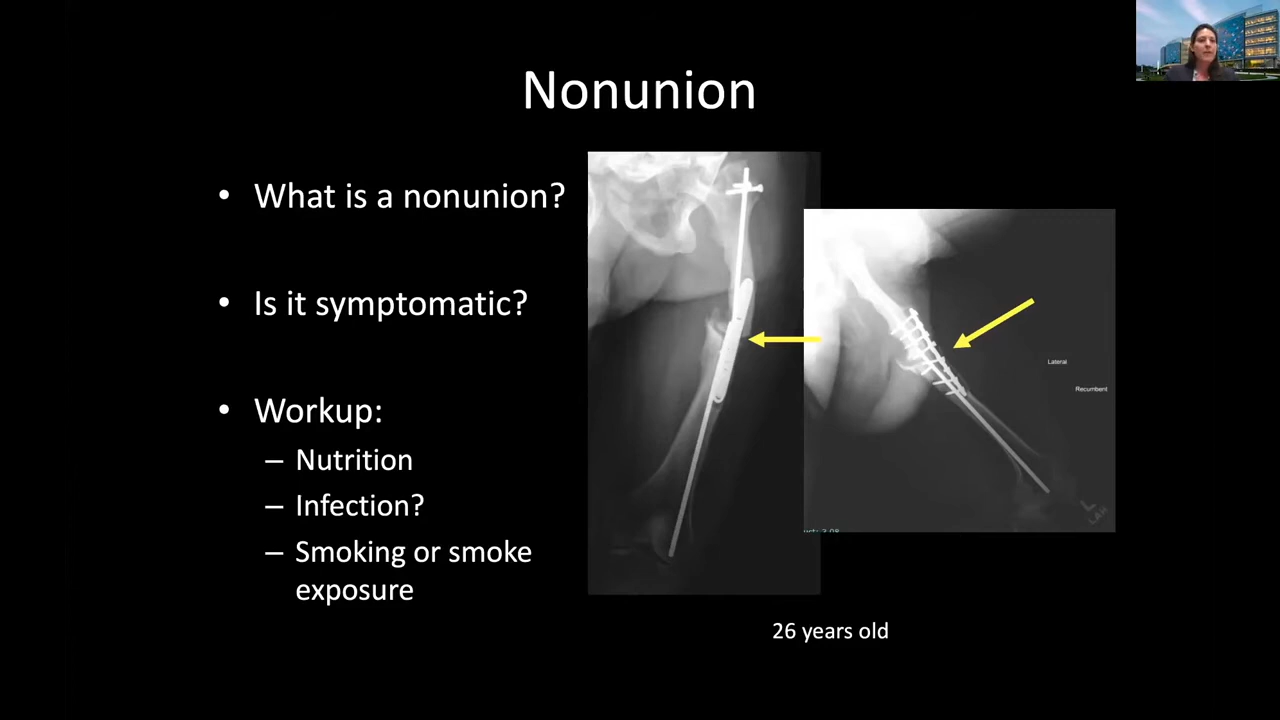 Nonunion
• What is a nonunion?
• Is it symptomatic?
• Workup:
– Nutrition
– Infection?
– Smoking or smoke
exposure
Lateral
Recumbent
L
LAH
26 years old